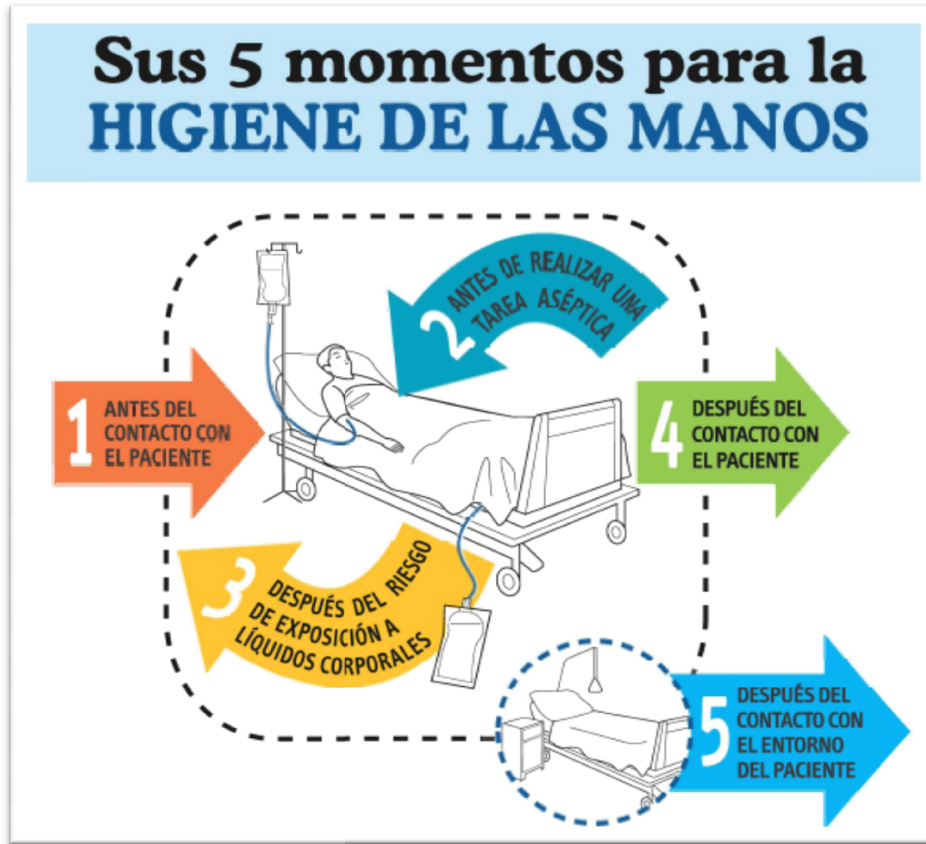 Sus 5 momentos para la
HIGIENE DE LAS MANOS
1
ANTES DEL
CONTACTO CON
EL PACIENTE
2
ANTES DE REALIZAR UNA
TAREA ASÉPTICA
3
DESPUÉS DEL RIESGO
DE EXPOSICIÓN A
LÍQUIDOS CORPORALES
4
DESPUÉS DEL
CONTACTO CON
EL PACIENTE
5
DESPUÉS DEL
CONTACTO CON
EL ENTORNO
DEL PACIENTE